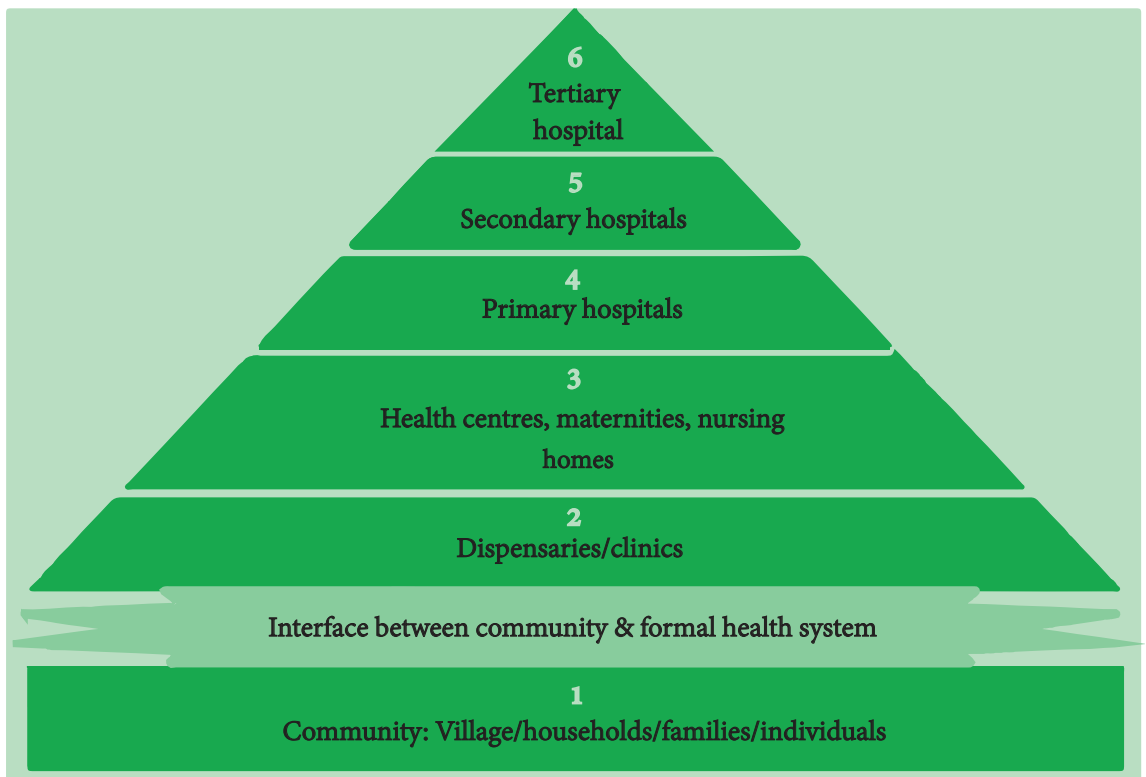 6
Tertiary
hospital
5
Secondary hospitals
4
Primary hospitals
3
Health centres, maternities, nursing
homes
2
Dispensaries/clinics
Interface between community & formal health system
1
Community: Village/households/families/individuals